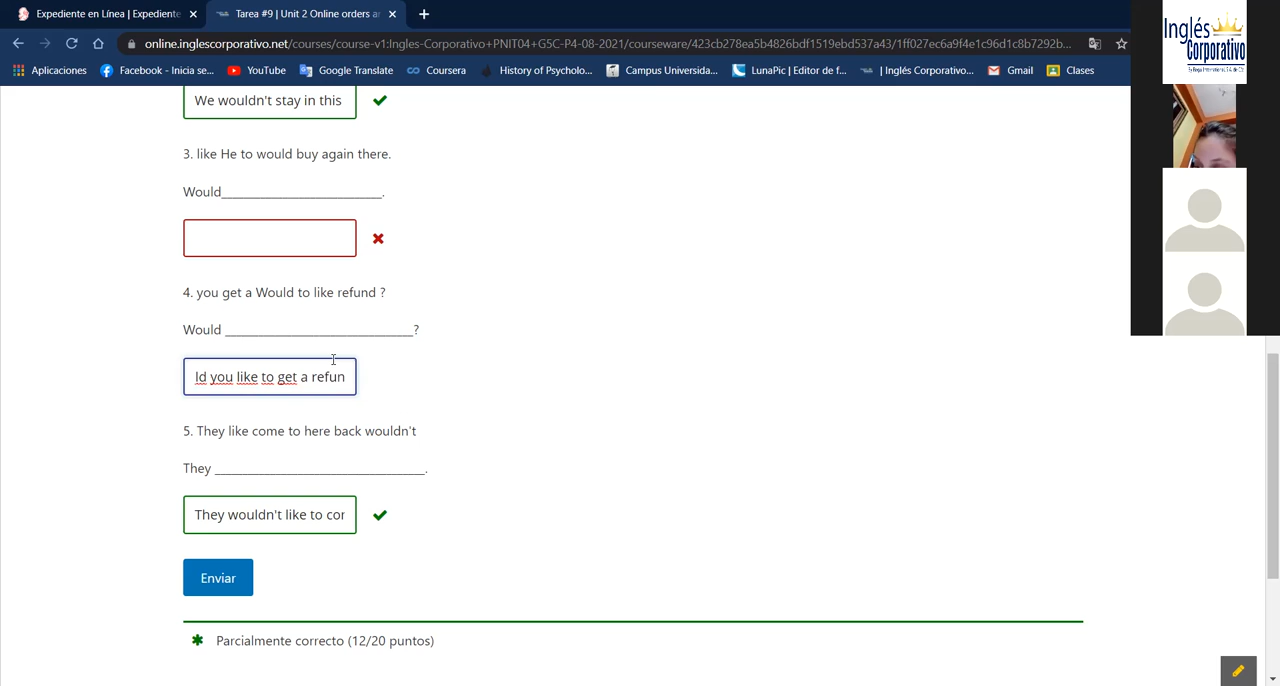 Expediente en Línea | Expediente
Tarea #9 | Unit 2 Online orders ar
online.inglescorporativo.net/courses/course-v1:Ingles-Corporativo+PNIT04+G5C-P4-08-2021/courseware/423cb278ea5b4826bdf1519ebd537a43/1ff027ec6a9f4e1c96d1c8b7292b...
Aplicaciones
Facebook - Inicia se...
YouTube
Google Translate
Coursera
History of Psycholo...
Campus Universida...
LunaPic | Editor de f...
| Inglés Corporativo...
Gmail
Clases
Inglés
Corporativo
We wouldn't stay in this
3. like He to would buy again there.
Would____________________________.
4. you get a Would to like refund ?
Would ________________________________?
ld you like to get a refun
5. They like come to here back wouldn't
They ____________________________________.
They wouldn't like to cor
Enviar
Parcialmente correcto (12/20 puntos)